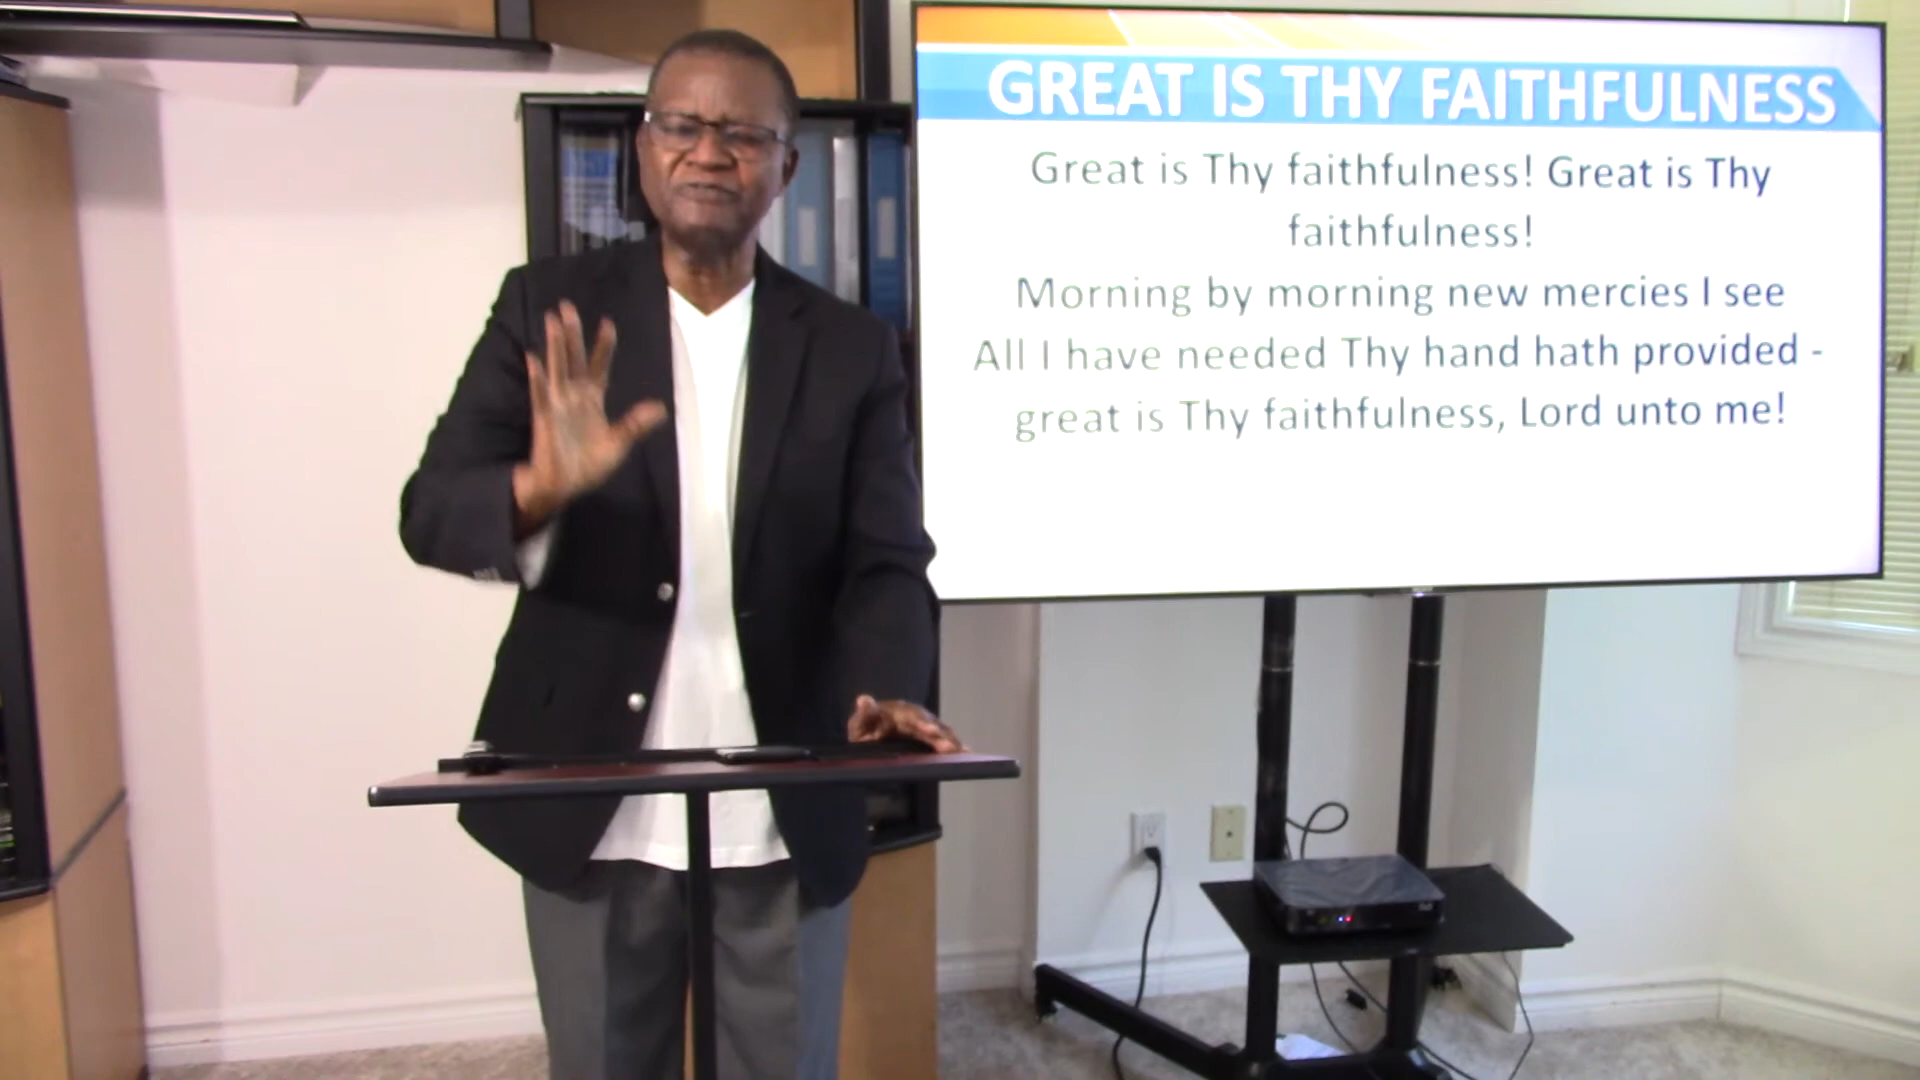 GREAT IS THY FAITHFULNESS
Great is Thy faithfulness! Great is Thy
faithfulness!
Morning by morning new mercies I see
All I have needed Thy hand hath provided -
great is Thy faithfulness, Lord unto me!